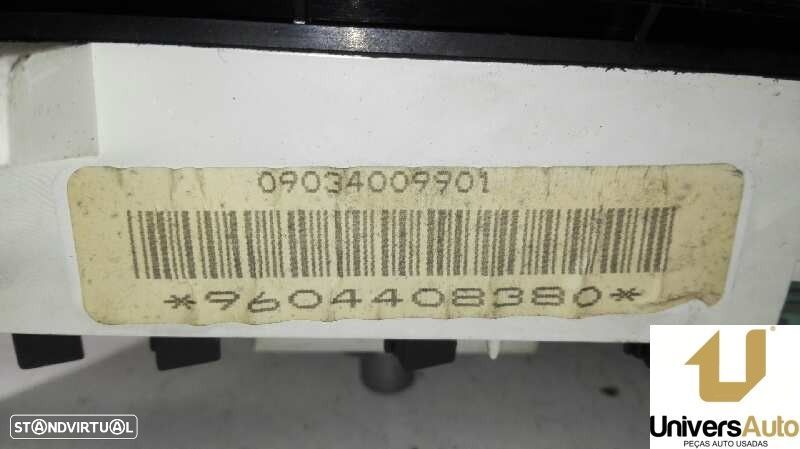 09034009901
*9604408380*
STANDVIRTUAL
UniversAuto
PEÇAS AUTO USADAS